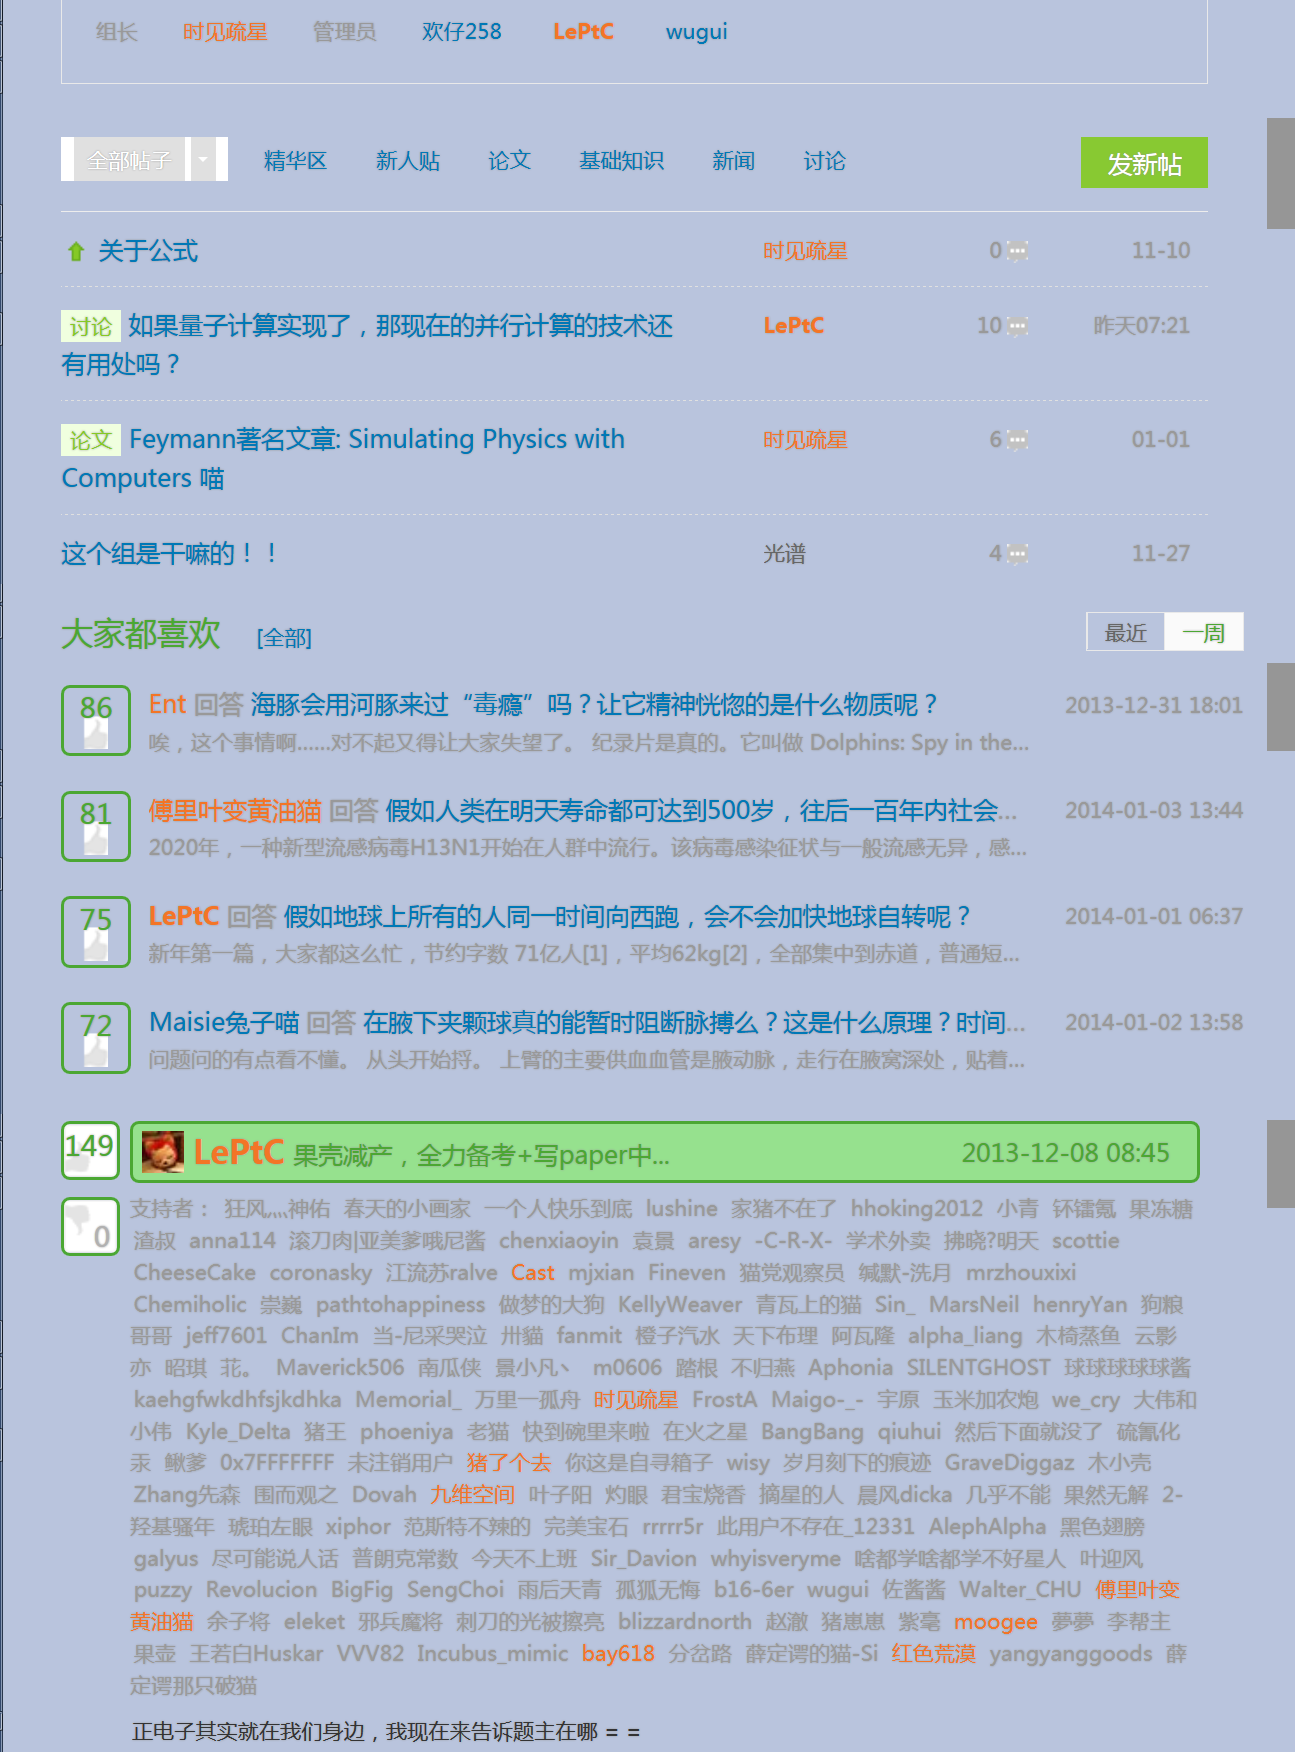 组长 时见疏星 管理员 欢仔258 LePtC wugui
全部帖子 精华区 新人贴 论文 基础知识 新闻 讨论 发新帖
关于公式 时见疏星 0 11-10
讨论 如果量子计算实现了，那现在的并行计算的技术还 LePtC 10 昨天07:21
有用处吗？
论文 Feymann著名文章: Simulating Physics with 时见疏星 6 01-01
Computers 喵
这个组是干嘛的！！ 光谱 4 11-27
大家都喜欢 [全部] 最近 一周
86 Ent 回答 海豚会用河豚来过“毒瘾”吗？让它精神恍惚的是什么物质呢？ 2013-12-31 18:01
唉，这个事情啊……对不起又得让大家失望了。 纪录片是真的。它叫做 Dolphins: Spy in the...
81 傅里叶变黄油猫 回答 假如人类在明天寿命都可达到500岁，往后一百年内社会... 2014-01-03 13:44
2020年，一种新型流感病毒H13N1开始在人群中流行。该病毒感染征状与一般流感无异，感...
75 LePtC 回答 假如地球上所有的人同一时间向西跑，会不会加快地球自转呢？ 2014-01-01 06:37
新年第一篇，大家都这么忙，节约字数 71亿人[1]，平均62kg[2]，全部集中到赤道，普通短...
72 Maisie兔子喵 回答 在腋下夹颗球真的能暂时阻断脉搏么？这是什么原理？时间... 2014-01-02 13:58
问题问的有点看不懂。 从头开始捋。 上臂的主要供血血管是腋动脉，走行在腋窝深处，贴着...
149 LePtC 果壳减产，全力备考+写paper中... 2013-12-08 08:45
0 支持者： 狂风灬神佑 春天的小画家 一个人快乐到底 lushine 家猪不在了 hhoking2012 小青 钚镭氪 果冻糖
渣叔 anna114 滚刀肉|亚美爹哦尼酱 chenxiaoyin 袁景 aresy -C-R-X- 学术外卖 拂晓?明天 scottie
CheeseCake coronasky 江流苏ralve Cast mjxian Fineven 猫党观察员 缄默-洗月 mrzhouxixi
Chemiholic 崇巍 pathtohappiness 做梦的大狗 KellyWeaver 青瓦上的猫 Sin_ MarsNeil henryYan 狗粮
哥哥 jeff7601 ChanIm 当-尼采哭泣 卅貓 fanmit 橙子汽水 天下布理 阿瓦隆 alpha_liang 木椅蒸鱼 云影
亦 昭琪 苝。 Maverick506 南瓜侠 景小凡丶 m0606 踏根 不归燕 Aphonia SILENTGHOST 球球球球球酱
kaehgfwkdhfsjkdhka Memorial_ 万里一孤舟 时见疏星 FrostA Maigo-_- 宇原 玉米加农炮 we_cry 大伟和
小伟 Kyle_Delta 猪王 phoeniya 老猫 快到碗里来啦 在火之星 BangBang qiuhui 然后下面就没了 硫氰化
汞 鳅爹 0x7FFFFFFF 未注销用户 猪了个去 你这是自寻箱子 wisy 岁月刻下的痕迹 GraveDiggaz 木小壳
Zhang先森 围而观之 Dovah 九维空间 叶子阳 灼眼 君宝烧香 摘星的人 晨风dicka 几乎不能 果然无解 2-
羟基骚年 琥珀左眼 xiphor 范斯特不辣的 完美宝石 rrrrr5r 此用户不存在_12331 AlephAlpha 黑色翅膀
galyus 尽可能说人话 普朗克常数 今天不上班 Sir_Davion whyisveryme 啥都学啥都学不好星人 叶迎风
puzzy Revolucion BigFig SengChoi 雨后天青 孤狐无悔 b16-6er wugui 佐酱酱 Walter_CHU 傅里叶变
黄油猫 余子将 eleket 邪兵魔将 刺刀的光被擦亮 blizzardnorth 赵澈 猪崽崽 紫毫 moogee 夢夢 李帮主
果壶 王若白Huskar VVV82 Incubus_mimic bay618 分岔路 薛定谔的猫-Si 红色荒漠 yangyanggoods 薛
定谔那只破猫
正电子其实就在我们身边，我现在来告诉题主在哪 = =